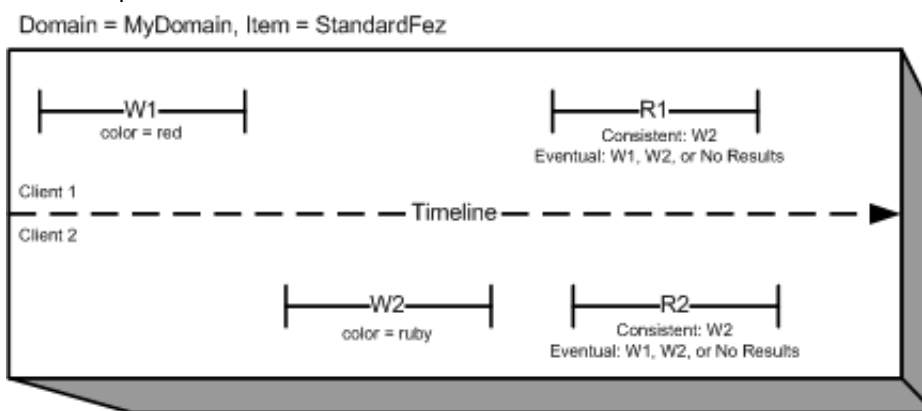 Domain = MyDomain, Item = StandardFez
W1
color = red
R1
Consistent: W2
Eventual: W1, W2, or No Results
Client 1
Timeline
Client 2
W2
color = ruby
R2
Consistent: W2
Eventual: W1, W2, or No Results